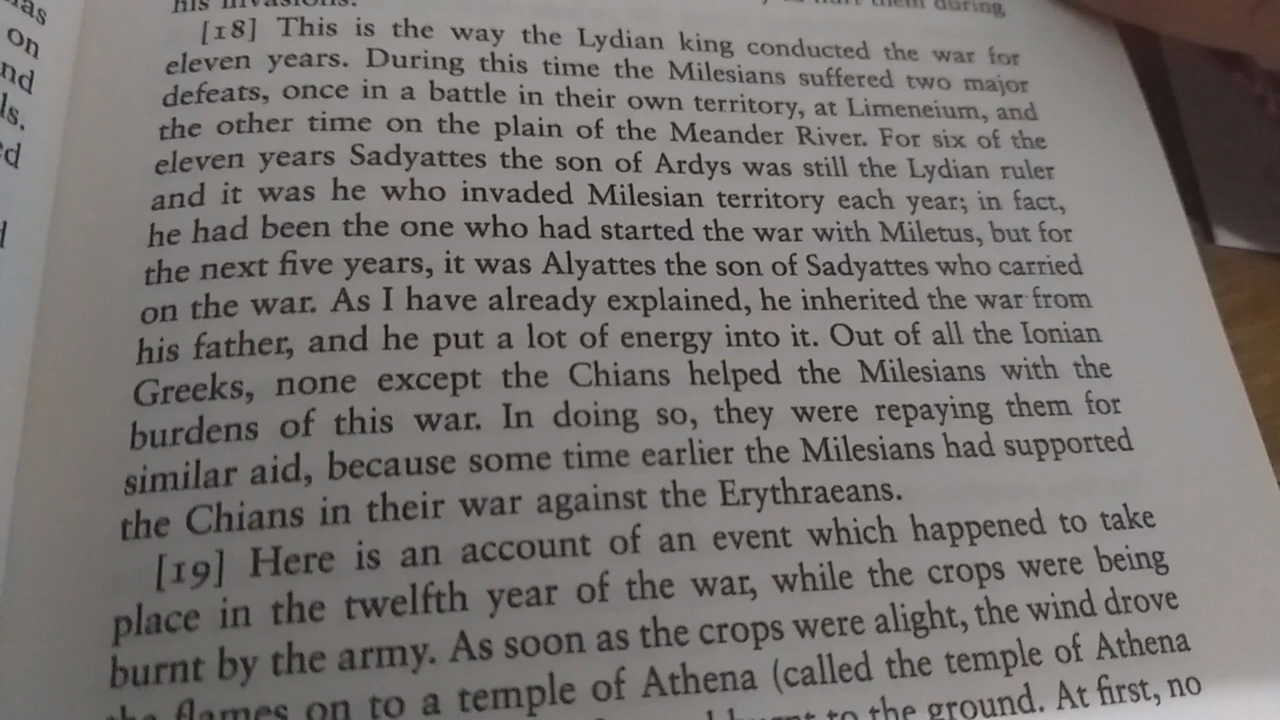 his invasions.
them during
[18] This is the way the Lydian king conducted the war for
eleven years. During this time the Milesians suffered two major
defeats, once in a battle in their own territory, at Limeneium, and
the other time on the plain of the Meander River. For six of the
eleven years Sadyattes the son of Ardys was still the Lydian ruler
and it was he who invaded Milesian territory each year; in fact,
he had been the one who had started the war with Miletus, but for
the next five years, it was Alyattes the son of Sadyattes who carried
on the war. As I have already explained, he inherited the war from
his father, and he put a lot of energy into it. Out of all the Ionian
Greeks, none except the Chians helped the Milesians with the
burdens of this war. In doing so, they were repaying them for
similar aid, because some time earlier the Milesians had supported
the Chians in their war against the Erythraeans.
[19] Here is an account of an event which happened to take
place in the twelfth year of the war, while the crops were being
burnt by the army. As soon as the crops were alight, the wind drove
the flames on to a temple of Athena (called the temple of Athena
to the ground. At first, no